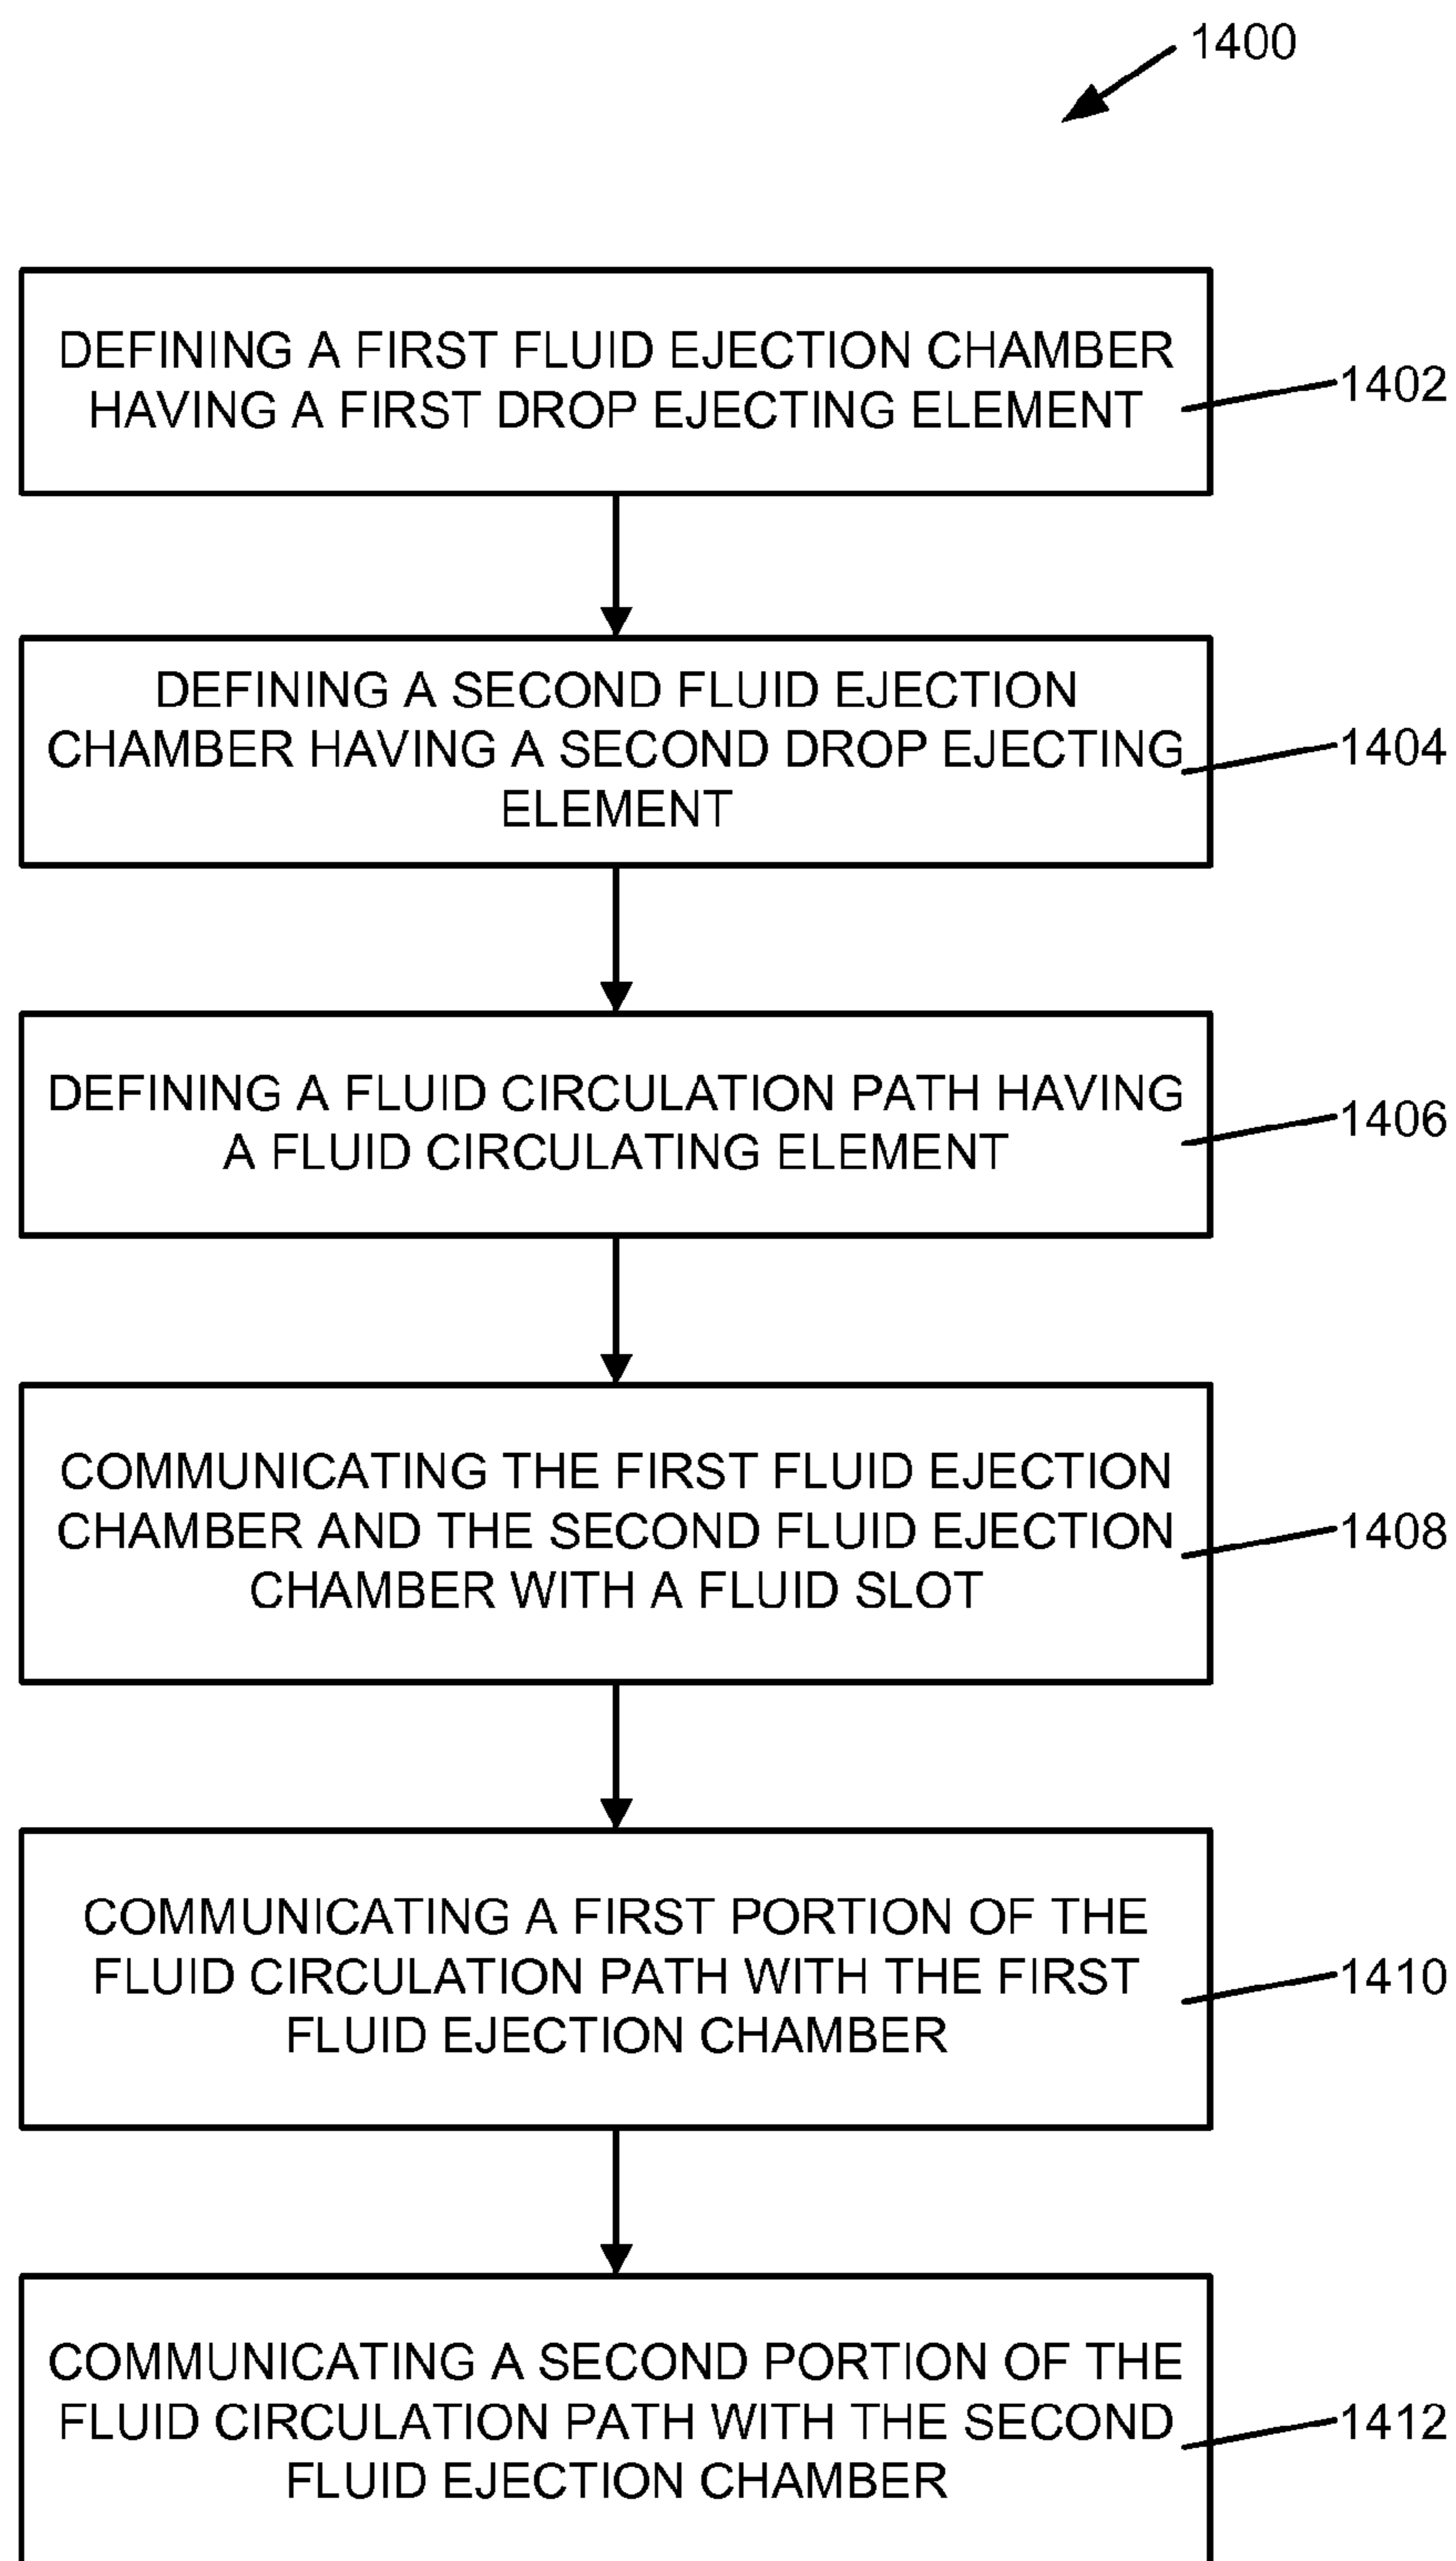 1400
DEFINING A FIRST FLUID EJECTION CHAMBER
HAVING A FIRST DROP EJECTING ELEMENT
1402
DEFINING A SECOND FLUID EJECTION
CHAMBER HAVING A SECOND DROP EJECTING
ELEMENT
1404
DEFINING A FLUID CIRCULATION PATH HAVING
A FLUID CIRCULATING ELEMENT
1406
COMMUNICATING THE FIRST FLUID EJECTION
CHAMBER AND THE SECOND FLUID EJECTION
CHAMBER WITH A FLUID SLOT
1408
COMMUNICATING A FIRST PORTION OF THE
FLUID CIRCULATION PATH WITH THE FIRST
FLUID EJECTION CHAMBER
1410
COMMUNICATING A SECOND PORTION OF THE
FLUID CIRCULATION PATH WITH THE SECOND
FLUID EJECTION CHAMBER
1412